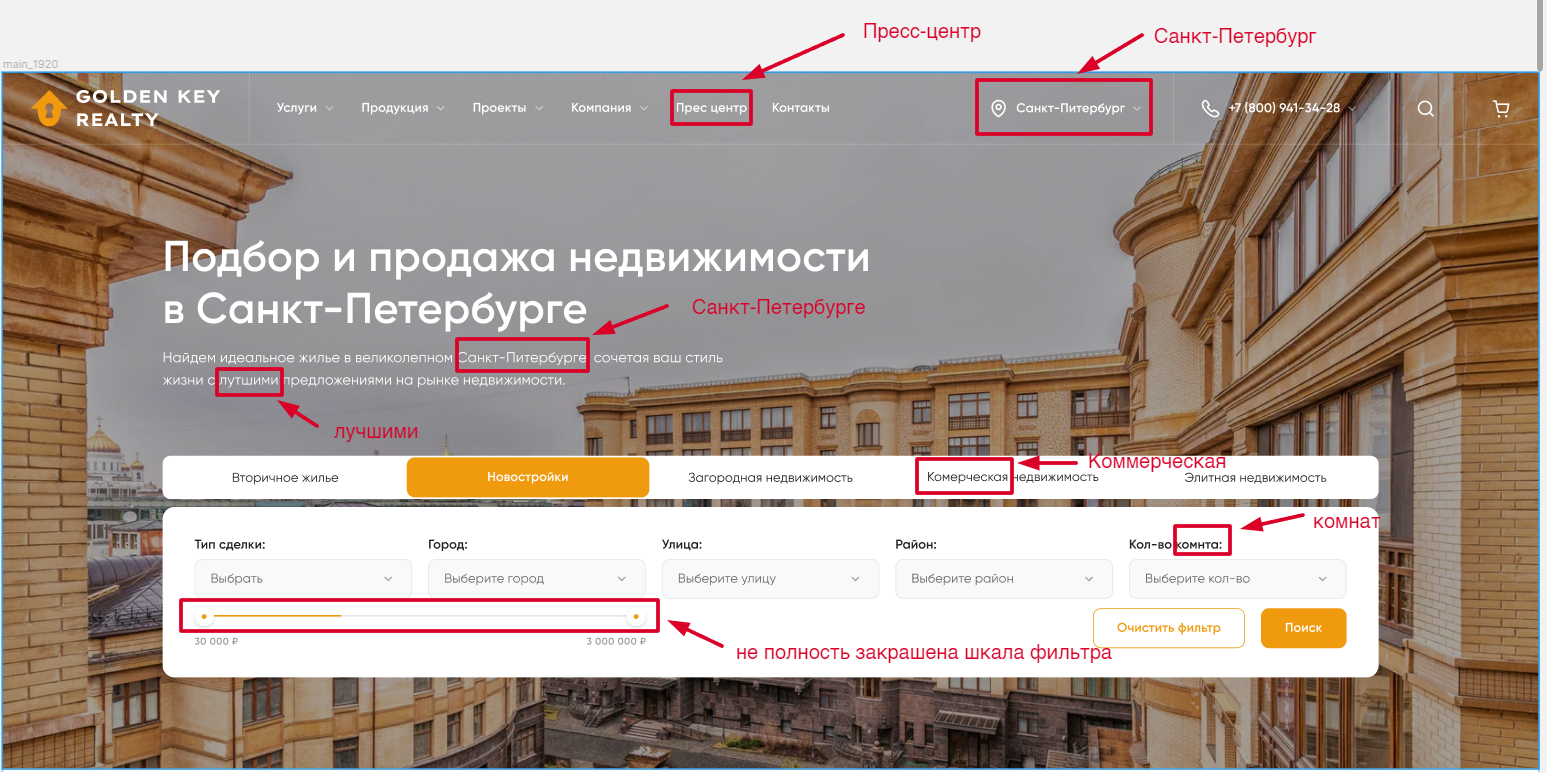 Пресс-центр
Санкт-Петербург
main_1920
GOLDEN KEY
REALTY
Услуги
Продукция
Проекты
Компания
Прес центр
Контакты
Санкт-Питербург
+7 (800) 941-34-28
Подбор и продажа недвижимости
в Санкт-Петербурге
Санкт-Петербурге
Найдем идеальное жилье в великолепном Санкт-Питербурге, сочетая ваш стиль
жизни с лутшими предложениями на рынке недвижимости.
лучшими
Коммерческая
Вторичное жилье
Новостройки
Загородная недвижимость
Комерческая недвижимость
Элитная недвижимость
комнат
Тип сделки:
Город:
Улица:
Район:
Кол-во комнта:
Выбрать
Выберите город
Выберите улицу
Выберите район
Выберите кол-во
30 000 ₽
3 000 000 ₽
Очистить фильтр
Поиск
не полность закрашена шкала фильтра